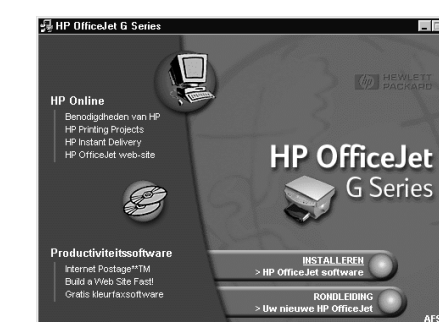 HP OfficeJet G Series
HEWLETT
PACKARD
HP Online
Benodigdheden van HP
HP Printing Projects
HP Instant Delivery
HP OfficeJet web-site
HP OfficeJet
G Series
Productiviteitssoftware
Internet Postage**TM
Build a Web Site Fast!
Gratis kleurfaxsoftware
INSTALLEREN
> HP OfficeJet software
RONDLEIDING
> Uw nieuwe HP OfficeJet